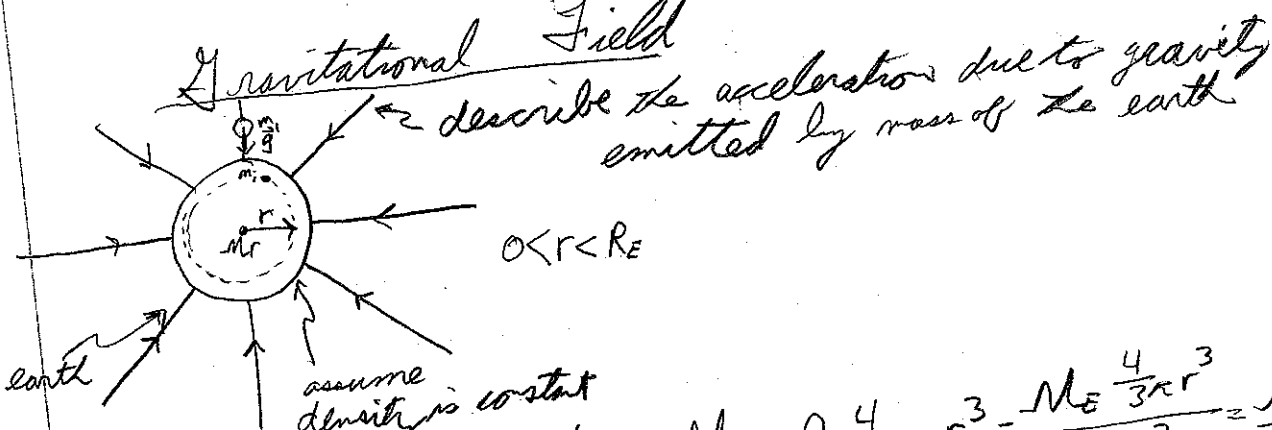 Gravitational Field
describe the acceleration due to gravity
emitted by mass of the earth
m
g
m
r
Mr
0<r<R_E
earth
assume
density is constant
M_E 4/3 π r^3